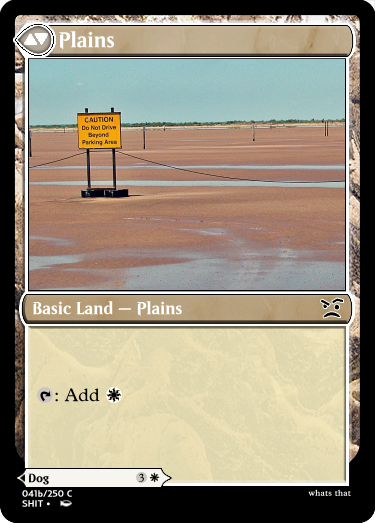 Plains
CAUTION
Do Not Drive
Beyond
Parking Area
Basic Land — Plains
: Add
Dog
3
041b/250 C
SHIT •
whats that